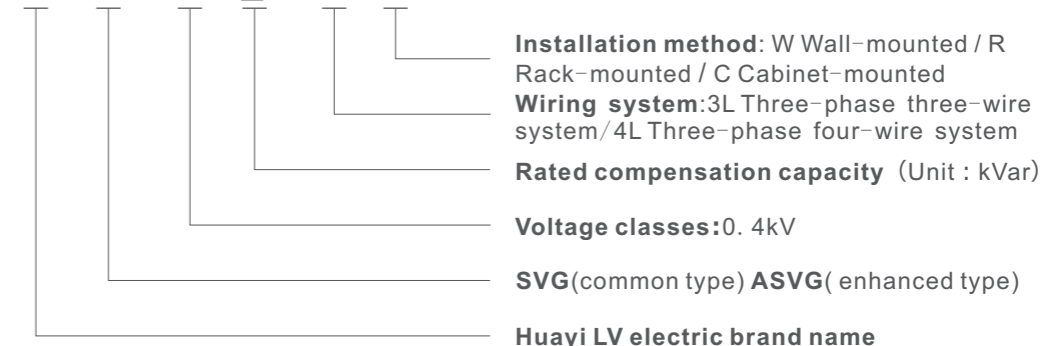 Installation method: W Wall-mounted / R
Rack-mounted / C Cabinet-mounted
Wiring system:3L Three-phase three-wire
system/4L Three-phase four-wire system
Rated compensation capacity（Unit：kVar）
Voltage classes:0. 4kV
SVG(common type) ASVG( enhanced type)
Huayi LV electric brand name